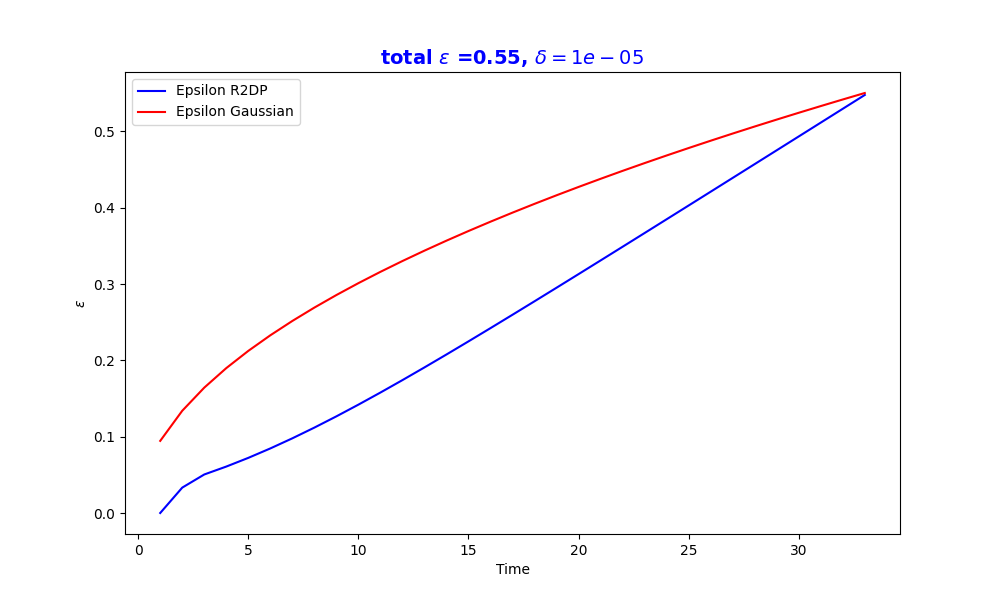 total ε =0.55, δ = 1e − 05
Epsilon R2DP
Epsilon Gaussian
0.5
0.4
0.3
0.2
0.1
0.0
ε
0 5 10 15 20 25 30
Time